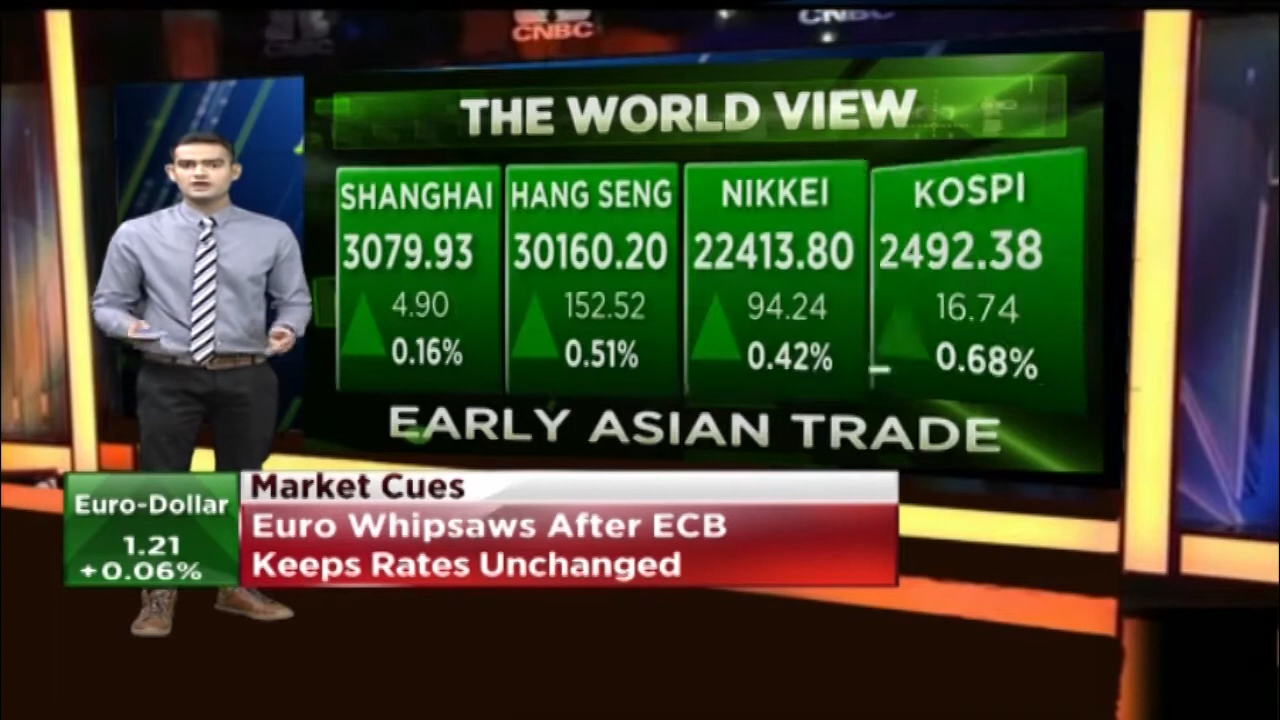 CNBC
CNBC
CNBC
THE WORLD VIEW
SHANGHAI
3079.93
4.90
0.16%
HANG SENG
30160.20
152.52
0.51%
NIKKEI
22413.80
94.24
0.42%
KOSPI
2492.38
16.74
0.68%
EARLY ASIAN TRADE
Euro-Dollar
1.21
+0.06%
Market Cues
Euro Whipsaws After ECB
Keeps Rates Unchanged